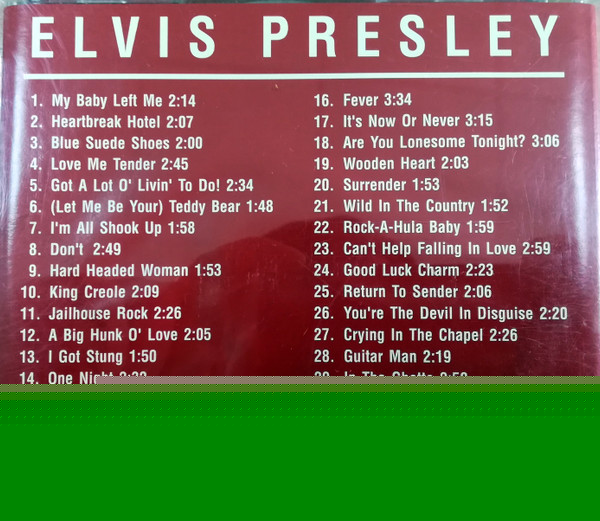 ELVIS PRESLEY
1. My Baby Left Me 2:14
2. Heartbreak Hotel 2:07
3. Blue Suede Shoes 2:00
4. Love Me Tender 2:45
5. Got A Lot O' Livin' To Do! 2:34
6. (Let Me Be Your) Teddy Bear 1:48
7. I'm All Shook Up 1:58
8. Don't 2:49
9. Hard Headed Woman 1:53
10. King Creole 2:09
11. Jailhouse Rock 2:26
12. A Big Hunk O' Love 2:05
13. I Got Stung 1:50
14. One
16. Fever 3:34
17. It's Now Or Never 3:15
18. Are You Lonesome Tonight? 3:06
19. Wooden Heart 2:03
20. Surrender 1:53
21. Wild In The Country 1:52
22. Rock-A-Hula Baby 1:59
23. Can't Help Falling In Love 2:59
24. Good Luck Charm 2:23
25. Return To Sender 2:06
26. You're The Devil In Disguise 2:20
27. Crying In The Chapel 2:26
28. Guitar Man 2:19
In The Ghetto